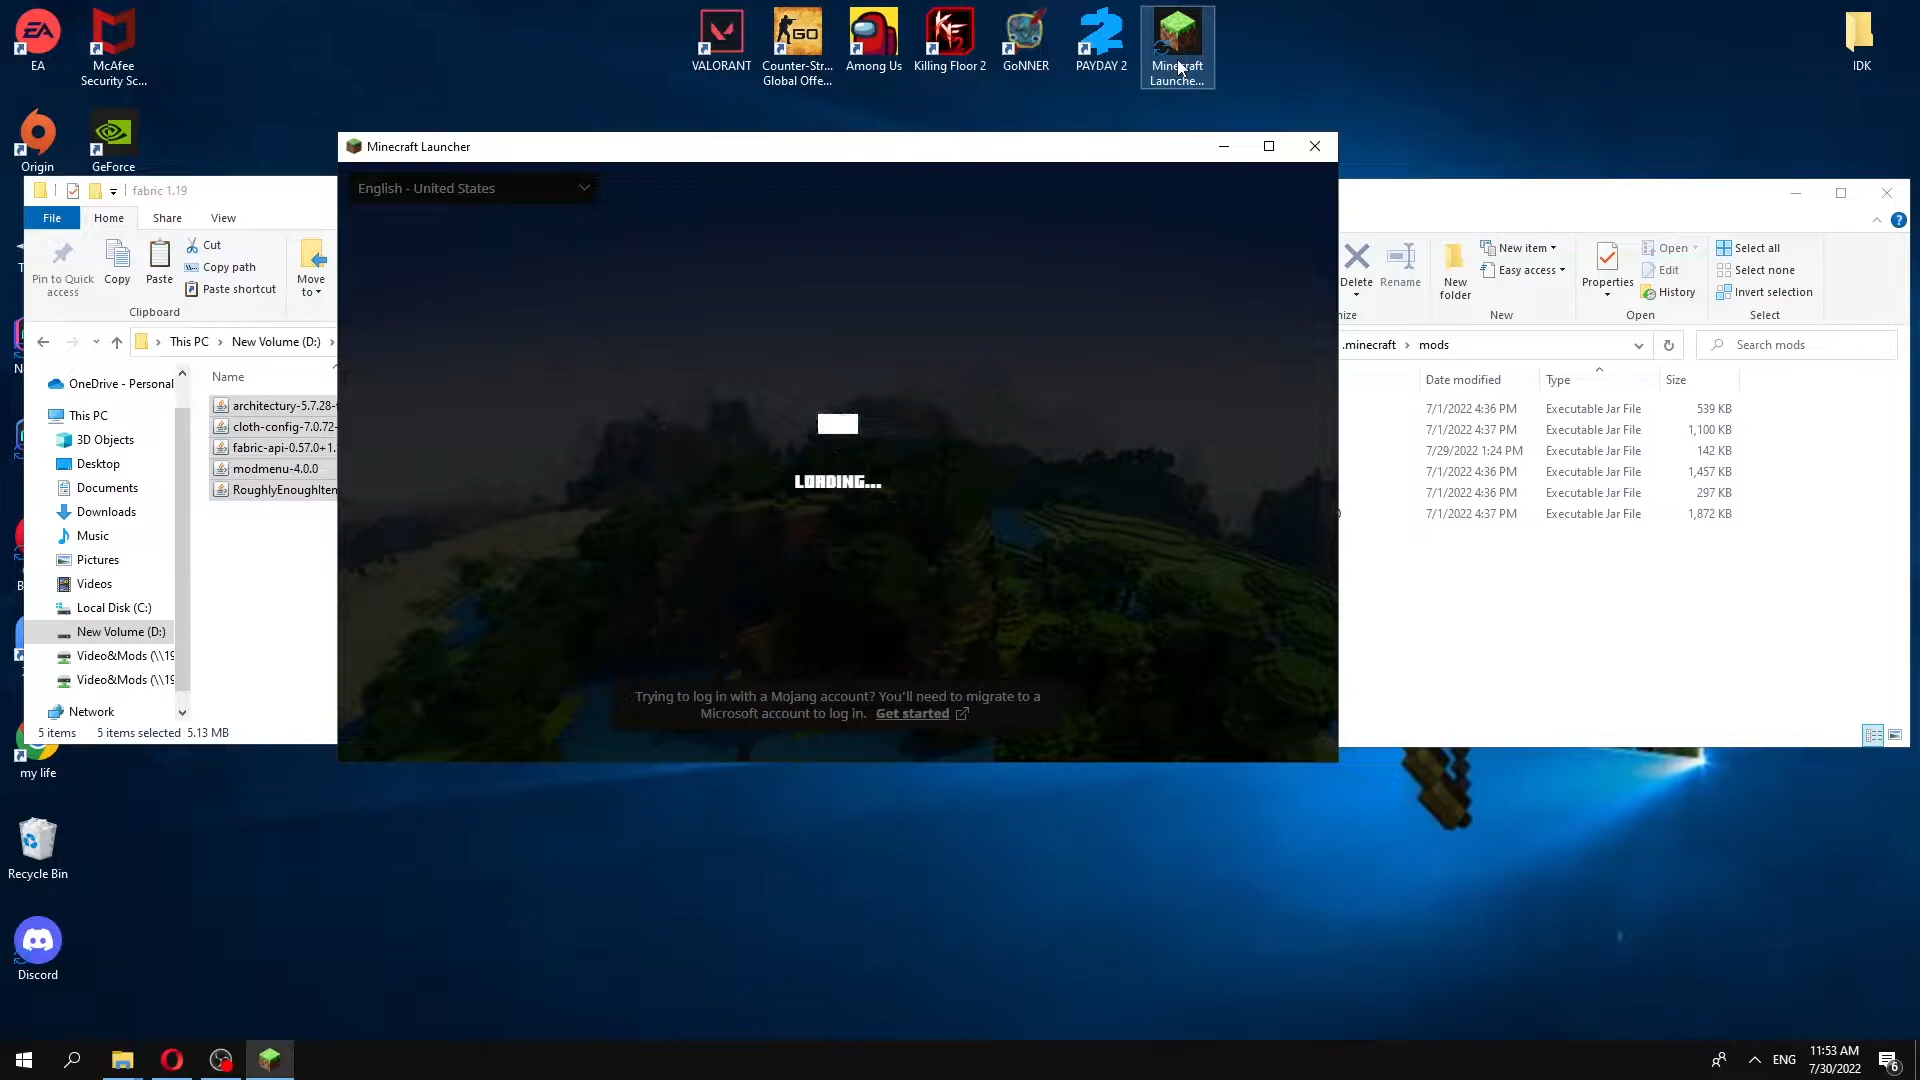 EA
McAfee
Security Sc...
VALORANT
Counter-Str...
Global Offe...
Among Us
Killing Floor 2
GoNNER
PAYDAY 2
Minecraft
Launche...
IDK
Origin
GeForce
Minecraft Launcher
English - United States
fabric 1.19
File
Home
Share
View
Pin to Quick
access
Copy
Paste
Cut
Copy path
Paste shortcut
Move
to
Clipboard
This PC
New Volume (D:)
Name
OneDrive - Personal
This PC
3D Objects
Desktop
Documents
Downloads
Music
Pictures
Videos
Local Disk (C:)
New Volume (D:)
Video&Mods (\\19
Video&Mods (\\19
Network
architectury-5.7.28-
cloth-config-7.0.72-
fabric-api-0.57.0+1.
modmenu-4.0.0
RoughlyEnoughIten
5 items
5 items selected 5.13 MB
LOADING...
Trying to log in with a Mojang account? You'll need to migrate to a
Microsoft account to log in. Get started
Delete
Rename
New
folder
New item
Easy access
Properties
Open
Edit
History
Select all
Select none
Invert selection
nize
New
Open
Select
.minecraft
mods
Search mods
Date modified
Type
Size
7/1/2022 4:36 PM Executable Jar File 539 KB
7/1/2022 4:37 PM Executable Jar File 1,100 KB
7/29/2022 1:24 PM Executable Jar File 142 KB
7/1/2022 4:36 PM Executable Jar File 1,457 KB
7/1/2022 4:36 PM Executable Jar File 297 KB
7/1/2022 4:37 PM Executable Jar File 1,872 KB
my life
Recycle Bin
Discord
ENG
11:53 AM
7/30/2022
6